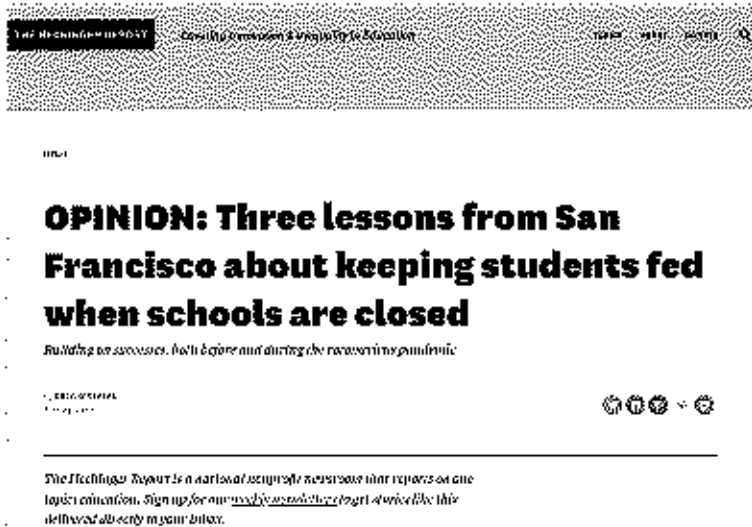 THE HECHINGER REPORT
Covering Innovation & Inequality in Education
OPINION: Three lessons from San
Francisco about keeping students fed
when schools are closed
Building on successes, both before and during the coronavirus pandemic
The Hechinger Report is a national nonprofit newsroom that reports on one
topic: education. Sign up for our weekly newsletters to get stories like this
delivered directly to your inbox.